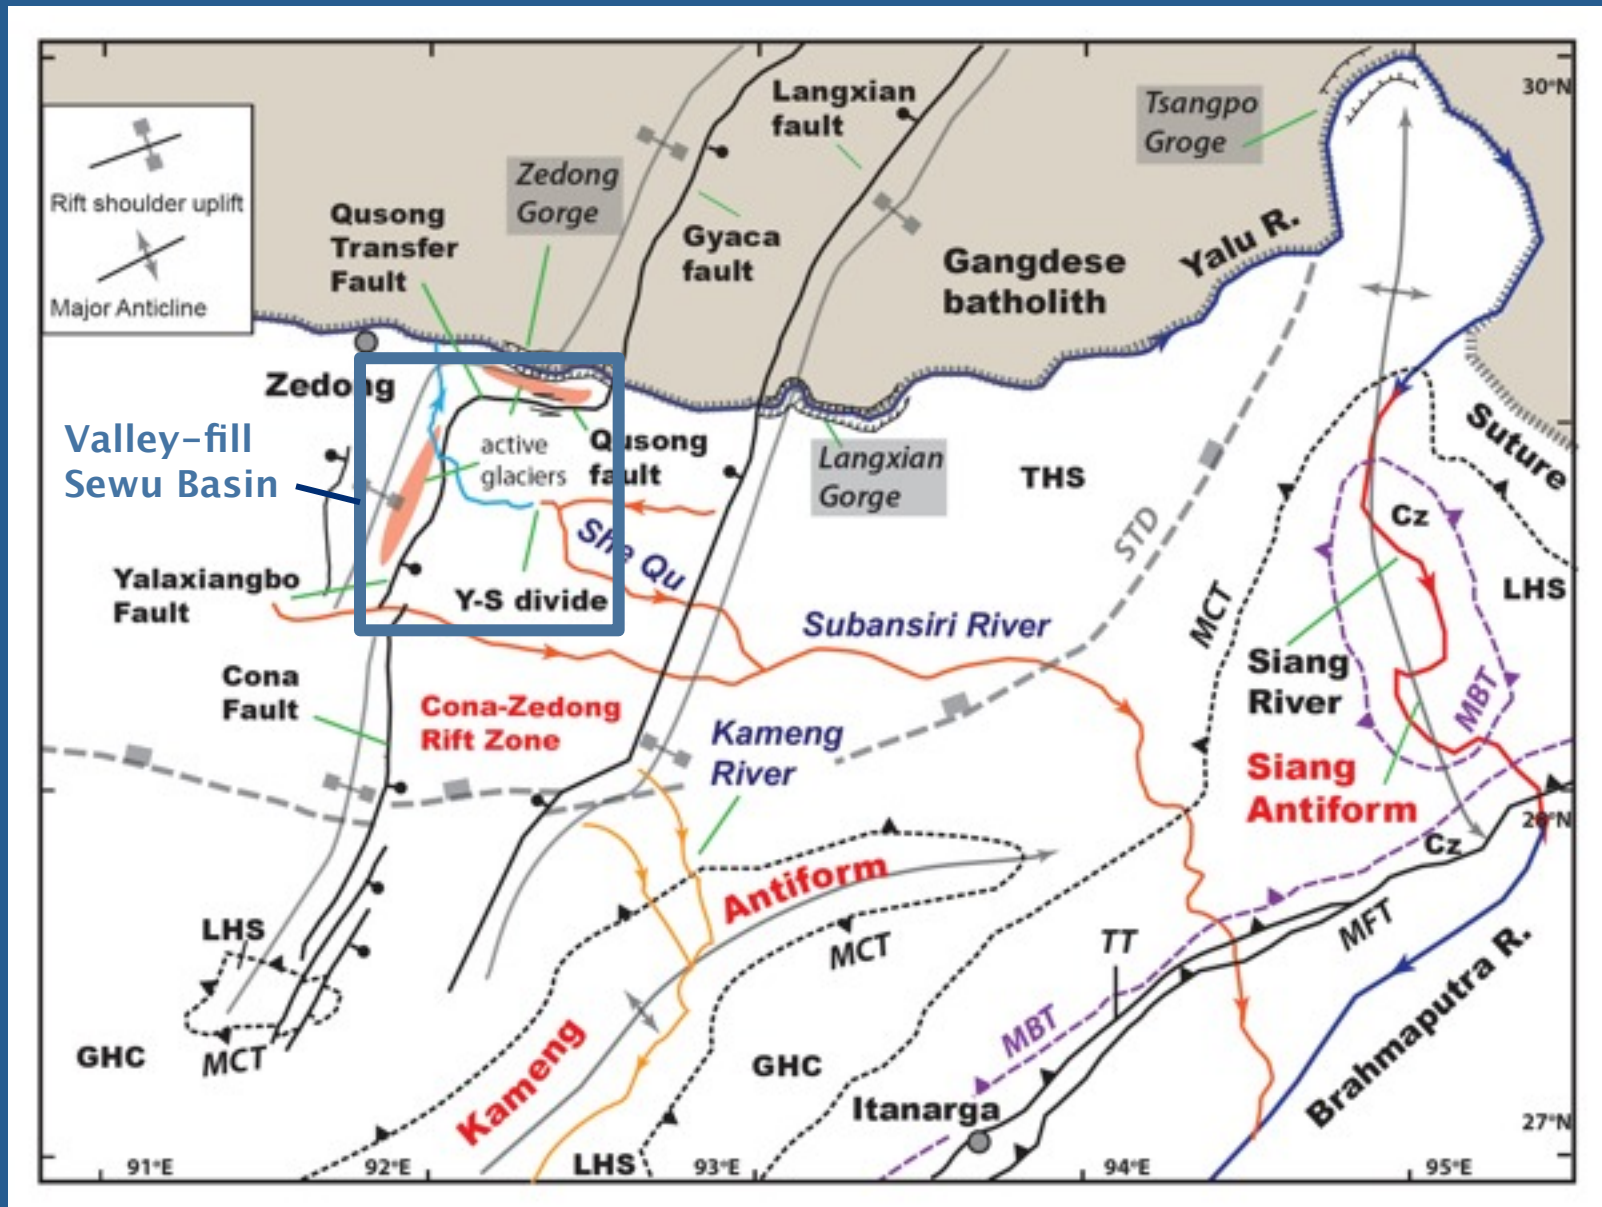 Rift shoulder uplift
Major Anticline
Langxian
fault
Tsangpo
Groge
30°N
Zedong
Gorge
Qusong
Transfer
Fault
Gyaca
fault
Gangdese
batholith
Yalu R.
Zedong
Valley-fill
Sewu Basin
active
glaciers
Qusong
fault
Langxian
Gorge
THS
STD
Suture
Cz
LHS
She Qu
Yalaxiangbo
Fault
Y-S divide
Subansiri River
MCT
Siang
River
MBT
Cona
Fault
Cona-Zedong
Rift Zone
Kameng
River
Siang
Antiform
28°N
Cz
Antiform
LHS
MCT
MFT
TT
GHC
MCT
Kameng
GHC
MBT
Itanarga
Brahmaputra R.
27°N
LHS
91°E
92°E
93°E
94°E
95°E